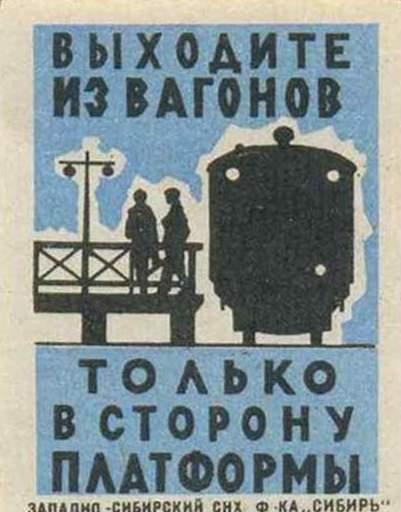 ВЫХОДИТЕ
ИЗ ВАГОНОВ
ТОЛЬКО
В СТОРОНУ
ПЛАТФОРМЫ
ЗАПАДНО-СИБИРСКИЙ СНХ Ф-КА „СИБИРЬ"